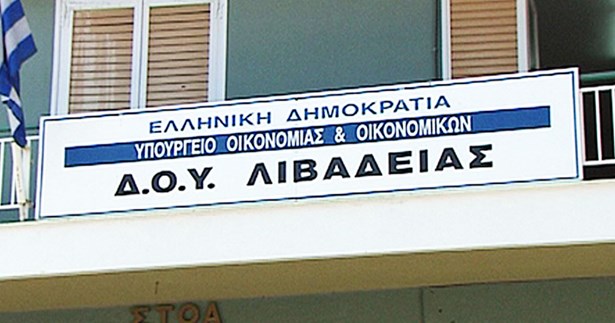 ΕΛΛΗΝΙΚΗ ΔΗΜΟΚΡΑΤΙΑ
ΥΠΟΥΡΓΕΙΟ ΟΙΚΟΝΟΜΙΑΣ & ΟΙΚΟΝΟΜΙΚΩΝ
Δ.Ο.Υ. ΛΙΒΑΔΕΙΑΣ
ΣΤΟΑ